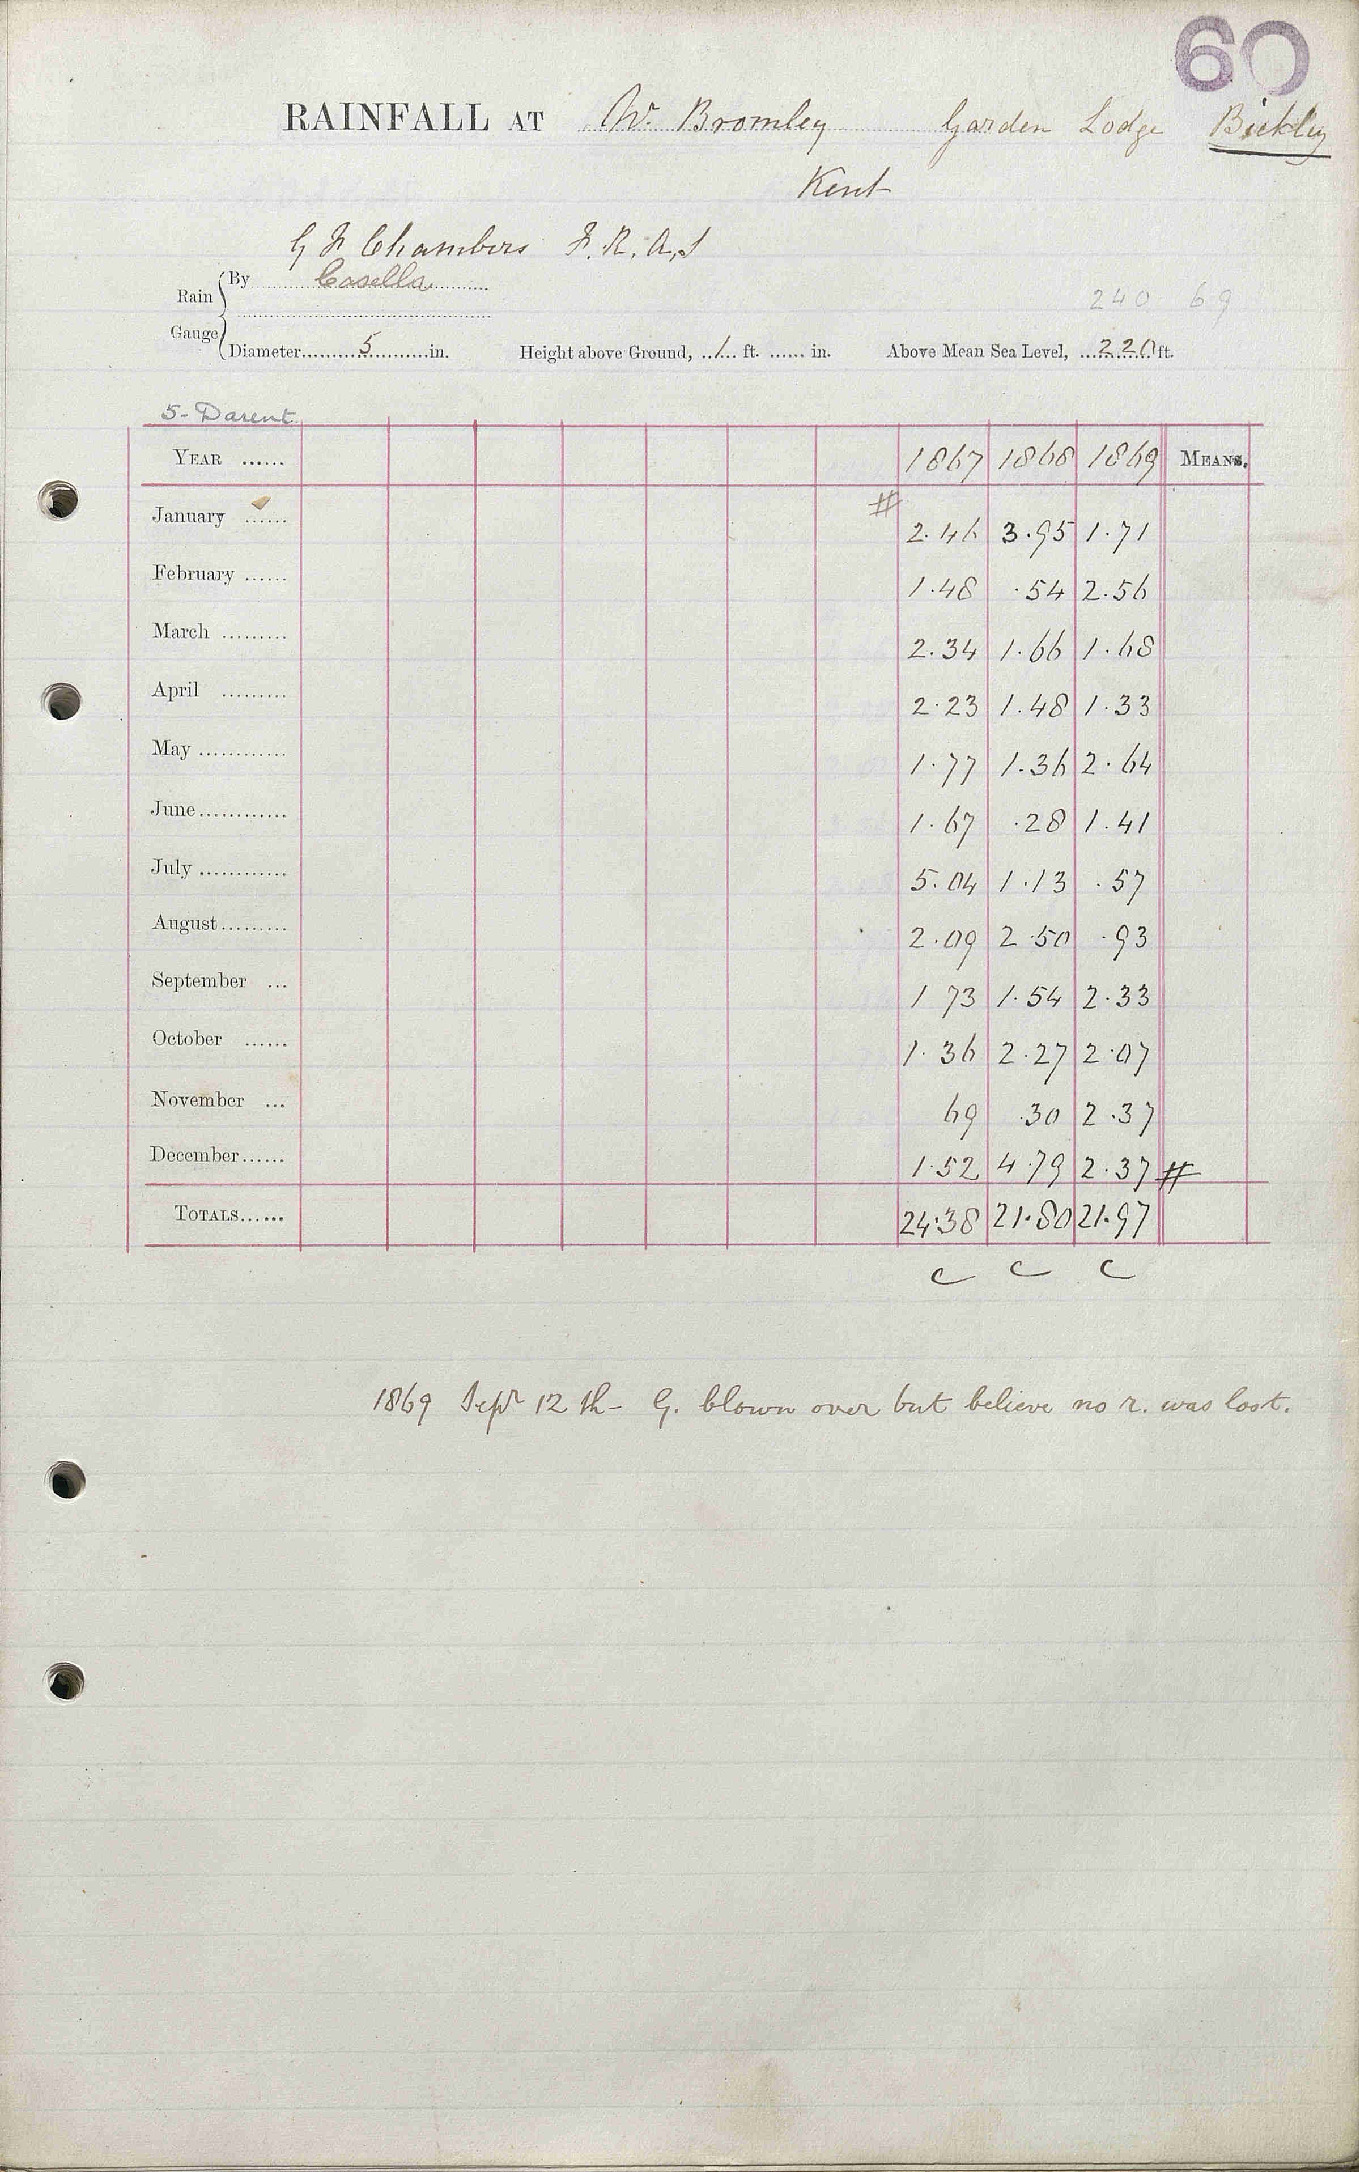 60
RAINFALL AT Nr. Bromley Garden Lodge Bickley
Kent
G F Chambers F.R.A.S
Rain Gauge By Casella
Diameter 5 in. Height above Ground, 1 ft. ...... in. Above Mean Sea Level, 220 ft.
240 69
5- Darent
YEAR ...... 1867 1868 1869 MEANS.
#
January ...... 2.46 3.95 1.71
February ...... 1.48 .54 2.56
March ......... 2.34 1.66 1.68
April ......... 2.23 1.48 1.33
May ............ 1.77 1.36 2.64
June ............ 1.67 .28 1.41
July ............ 5.04 1.13 .57
August ......... 2.09 2.50 .93
September ... 1 73 1.54 2.33
October ...... 1.36 2.27 2.07
November ... 69 .30 2.37
December ...... 1.52 4.79 2.37 #
TOTALS ...... 24.38 21.80 21.97
c c c
1869 Sept 12 th - G. blown over but believe no r. was lost.